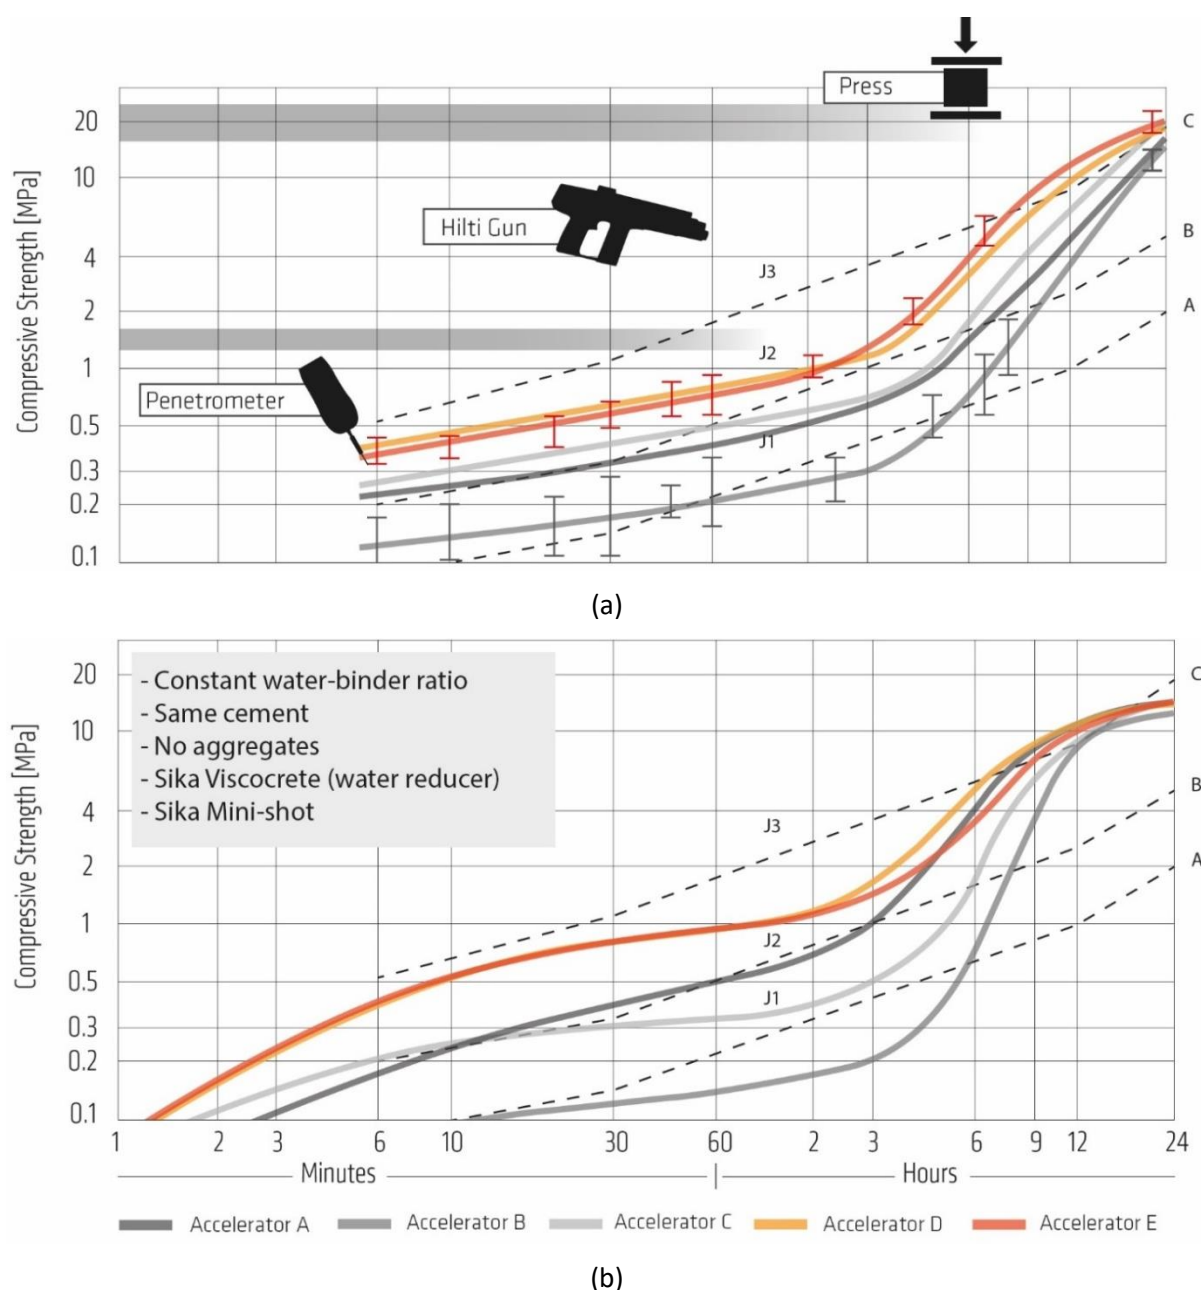 Press
20
C
10
Hilti Gun
B
4
J3
A
2
J2
1
Penetrometer
0.5
J1
0.3
0.2
0.1
Compressive Strength [MPa]
(a)
- Constant water-binder ratio
- Same cement
- No aggregates
- Sika Viscocrete (water reducer)
- Sika Mini-shot
20
C
10
B
4
J3
A
2
1
J2
0.5
J1
0.3
0.2
0.1
Compressive Strength [MPa]
1 2 3 6 10 30 60 2 3 6 9 12 24
Minutes Hours
Accelerator A Accelerator B Accelerator C Accelerator D Accelerator E
(b)